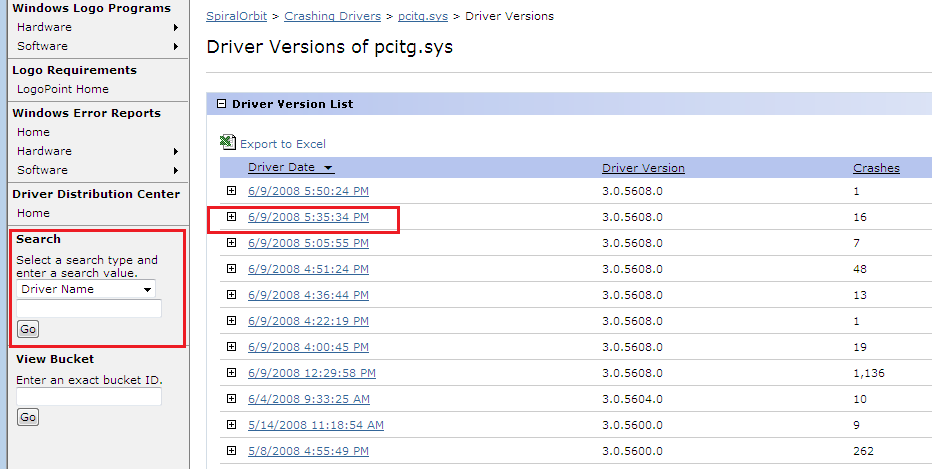 Windows Logo Programs
Hardware
Software
Logo Requirements
LogoPoint Home
Windows Error Reports
Home
Hardware
Software
Driver Distribution Center
Home
Search
Select a search type and
enter a search value.
Driver Name
Go
View Bucket
Enter an exact bucket ID.
Go
SpiralOrbit > Crashing Drivers > pcitg.sys > Driver Versions
Driver Versions of pcitg.sys
Driver Version List
Export to Excel
Driver Date Driver Version Crashes
6/9/2008 5:50:24 PM 3.0.5608.0 1
6/9/2008 5:35:34 PM 3.0.5608.0 16
6/9/2008 5:05:55 PM 3.0.5608.0 7
6/9/2008 4:51:24 PM 3.0.5608.0 48
6/9/2008 4:36:44 PM 3.0.5608.0 13
6/9/2008 4:22:19 PM 3.0.5608.0 1
6/9/2008 4:00:45 PM 3.0.5608.0 19
6/9/2008 12:29:58 PM 3.0.5608.0 1,136
6/4/2008 9:33:25 AM 3.0.5604.0 10
5/14/2008 11:18:54 AM 3.0.5600.0 9
5/8/2008 4:55:49 PM 3.0.5600.0 262